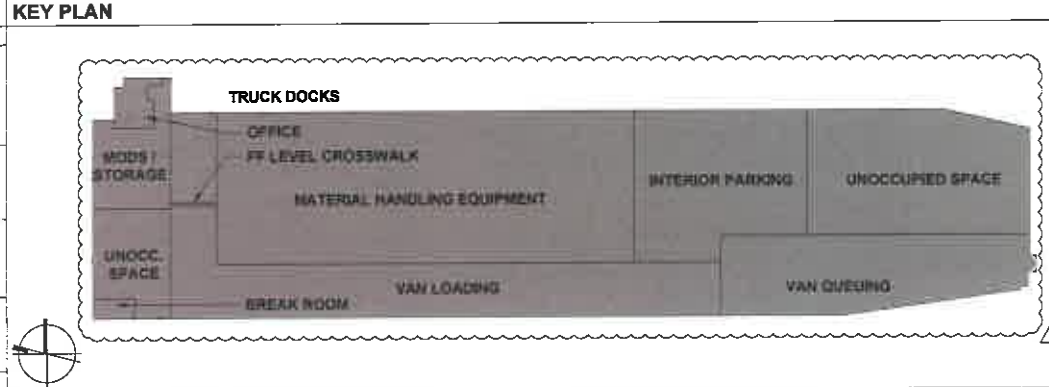 KEY PLAN
TRUCK DOCKS
OFFICE
FF LEVEL CROSSWALK
MODS /
STORAGE
MATERIAL HANDLING EQUIPMENT
INTERIOR PARKING
UNOCCUPIED SPACE
UNOCC.
SPACE
VAN LOADING
VAN QUEUING
BREAK ROOM